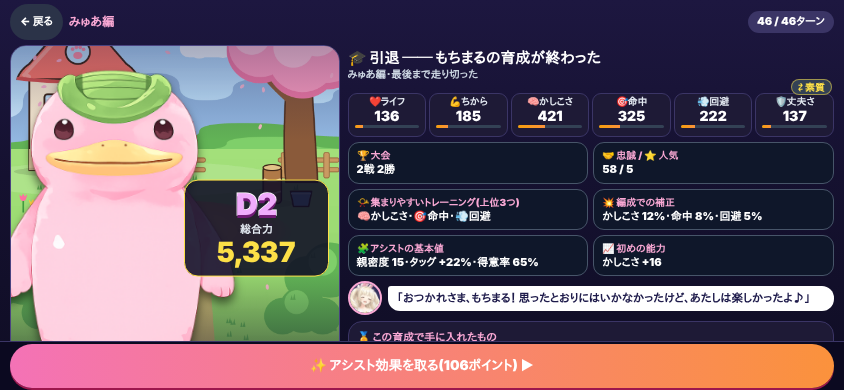 ← 戻る
みゅあ編
46 / 46ターン
🎓 引退 ── もちまるの育成が終わった
みゅあ編・最後まで走り切った
⇄素質
❤️ライフ
136
💪ちから
185
🧠かしこさ
421
🎯命中
325
💨回避
222
🛡️丈夫さ
137
D2
総合力
5,337
🏆 大会
2戦 2勝
🤝 忠誠 / ⭐ 人気
58 / 5
📿 集まりやすいトレーニング(上位3つ)
🧠かしこさ・🎯命中・💨回避
💥 編成での補正
かしこさ 12%・命中 8%・回避 5%
🧩 アシストの基本値
親密度 15・タッグ +22%・得意率 65%
📈 初めの能力
かしこさ +16
「おつかれさま、もちまる! 思ったとおりにはいかなかったけど、あたしは楽しかったよ♪」
🏅 この育成で手に入れたもの
✨ アシスト効果を取る(106ポイント) ▶